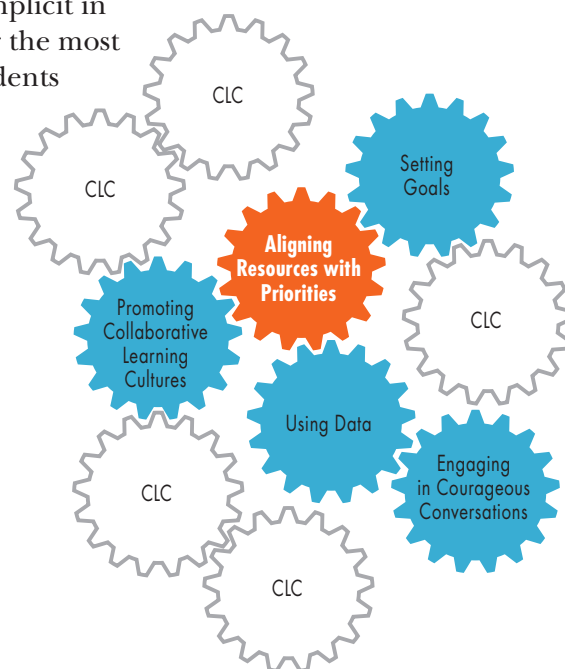 nplicit in
the most
dents
CLC
CLC
Setting
Goals
Aligning
Resources with
Priorities
CLC
Promoting
Collaborative
Learning
Cultures
Using Data
Engaging
in Courageous
Conversations
CLC
CLC